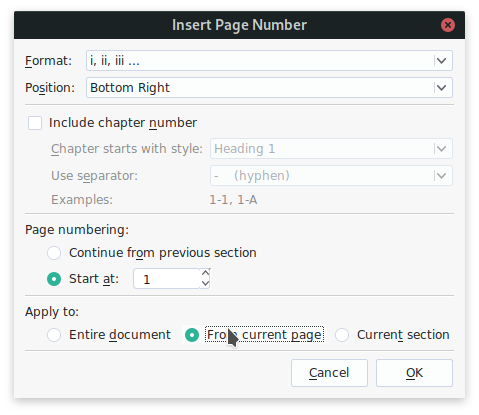 Insert Page Number
Format: i, ii, iii ...
Position: Bottom Right
Include chapter number
Chapter starts with style: Heading 1
Use separator: - (hyphen)
Examples: 1-1, 1-A
Page numbering:
Continue from previous section
Start at: 1
Apply to:
Entire document From current page Current section
Cancel OK